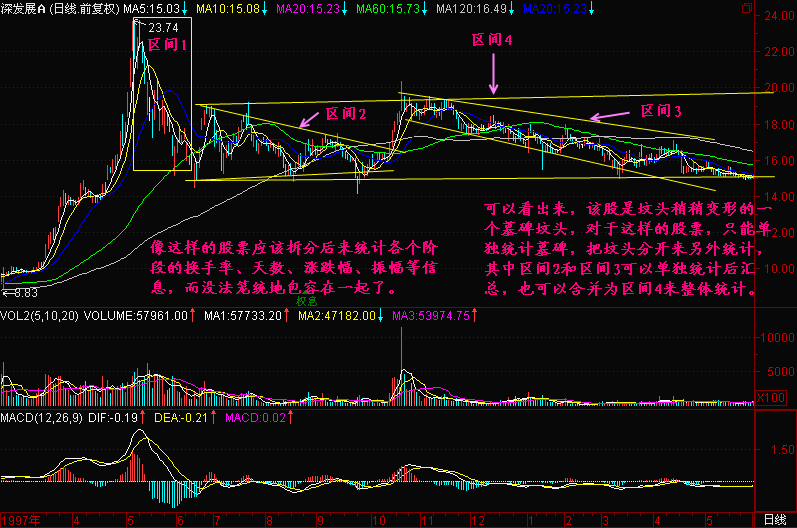 深发展A (日线.前复权) MA5:15.03↓ MA10:15.08↓ MA20:15.23↓ MA60:15.73↓ MA120:16.49↓ MA20:15.23↓
24.00
23.74
区间1
区间4
22.00
20.00
区间2
区间3
18.00
16.00
14.00
像这样的股票应该拆分后来统计各个阶
段的换手率、天数、涨跌幅、振幅等信
息，而没法笼统地包容在一起了。
可以看出来，该股是坟头稍稍变形的一
个墓碑坟头，对于这样的股票，只能单
独统计墓碑，把坟头分开来另外统计，
其中区间2和区间3可以单独统计后汇
总，也可以合并为区间4来整体统计。
12.00
10.00
8.83
权息
VOL2(5,10,20) VOLUME:57961.00↑ MA1:57733.20↑ MA2:47182.00↓ MA3:53974.75↑
10000
5000
X100
MACD(12,26,9) DIF:-0.19↑ DEA:-0.21↑ MACD:0.02↑
1.50
1997年 4 5 6 7 8 9 10 11 12 1 2 3 4 5 6 日线